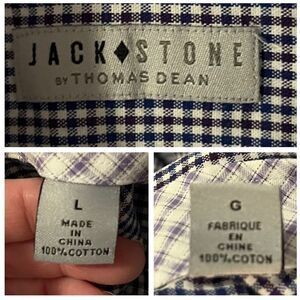 JACK♦STONE
BY THOMAS DEAN
L
MADE
IN
CHINA
100% COTTON
G
FABRIQUE
EN
CHINE
100% COTON